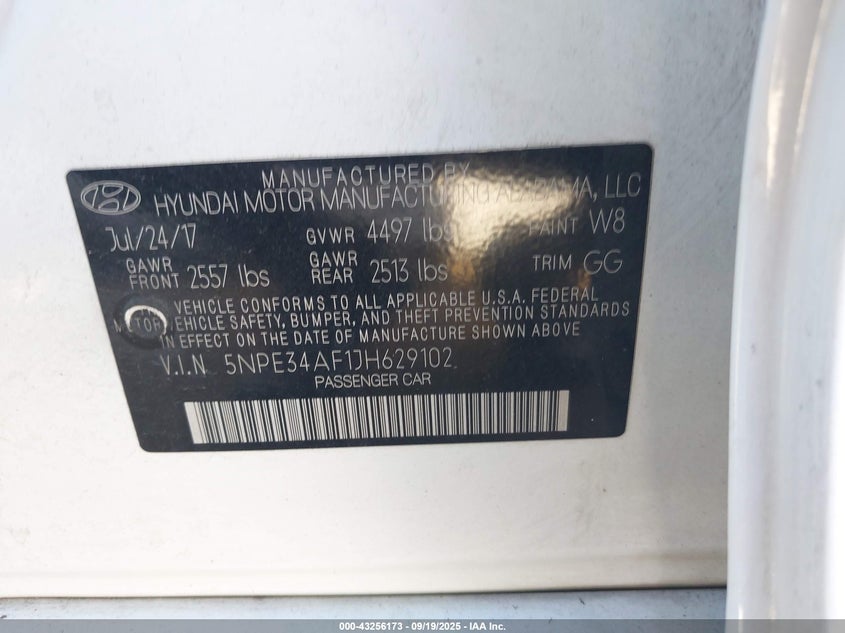 MANUFACTURED BY
HYUNDAI MOTOR MANUFACTURING ALABAMA, LLC
Jul/24/17 GVWR 4497 lbs PAINT W8
GAWR FRONT 2557 lbs GAWR REAR 2513 lbs TRIM GG
VEHICLE CONFORMS TO ALL APPLICABLE U.S.A. FEDERAL
MOTOR VEHICLE SAFETY, BUMPER, AND THEFT PREVENTION STANDARDS
IN EFFECT ON THE DATE OF MANUFACTURE SHOWN ABOVE
V.I.N 5NPE34AF1JH629102
PASSENGER CAR
000-43256173 - 09/19/2025 - IAA Inc.